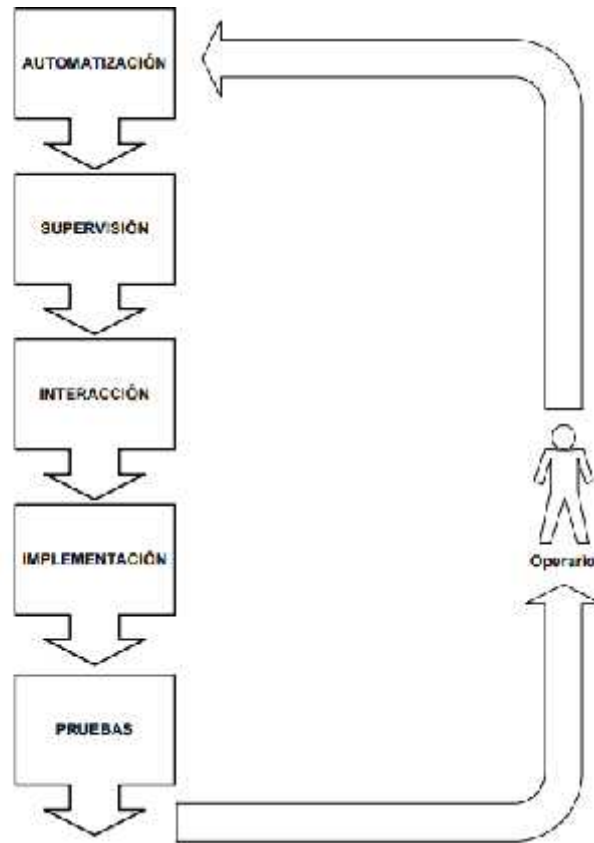 AUTOMATIZACIÓN
SUPERVISIÓN
INTERACCIÓN
IMPLEMENTACIÓN
Operario
PRUEBAS